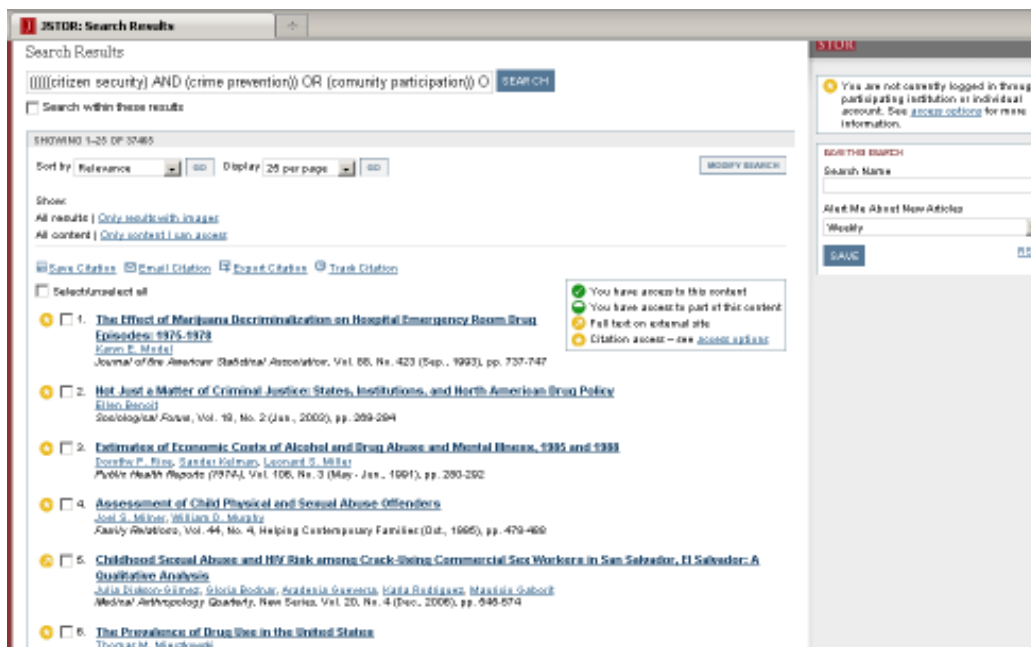 JSTOR: Search Results
Search Results
(((((citizen security) AND (crime prevention)) OR (comunity participation)) O
SEARCH
Search within these results
SHOWING 1-25 OF 37465
Sort by Relevance GO Display 25 per page GO
MODIFY SEARCH
Show:
All results | Only results with images
All content | Only content I can access
Save Citation Email Citation Export Citation Track Citation
Select/unselect all
You have access to this content
You have access to part of this content
Full text on external site
Citation access – see access options
1. The Effect of Marijuana Decriminalization on Hospital Emergency Room Drug
Episodes: 1975-1978
Karyn E. Model
Journal of the American Statistical Association, Vol. 88, No. 423 (Sep., 1993), pp. 737-747
2. Not Just a Matter of Criminal Justice: States, Institutions, and North American Drug Policy
Ellen Benoit
Sociological Forum, Vol. 18, No. 2 (Jun., 2003), pp. 269-294
3. Estimates of Economic Costs of Alcohol and Drug Abuse and Mental Illness, 1985 and 1988
Dorothy P. Rice, Sander Kelman, Leonard S. Miller
Public Health Reports (1974-), Vol. 106, No. 3 (May - Jun., 1991), pp. 280-292
4. Assessment of Child Physical and Sexual Abuse Offenders
Joel S. Milner, William D. Murphy
Family Relations, Vol. 44, No. 4, Helping Contemporary Families (Oct., 1995), pp. 478-488
5. Childhood Sexual Abuse and HIV Risk among Crack-Using Commercial Sex Workers in San Salvador, El Salvador: A
Qualitative Analysis
Julia Dickson-Gómez, Gloria Bodnar, Gueverra, Karla Rodriguez, Mauricio Gaborit
Medical Anthropology Quarterly, New Series, Vol. 20, No. 4 (Dec., 2006), pp. 545-574
6. The Prevalence of Drug Use in the United States
Thomas M. Mieczkowski
STOR
You are not currently logged in through
participating institution or individual
account. See access options for more
information.
SAVE THIS SEARCH
Search Name
Alert Me About New Articles
Weekly
SAVE